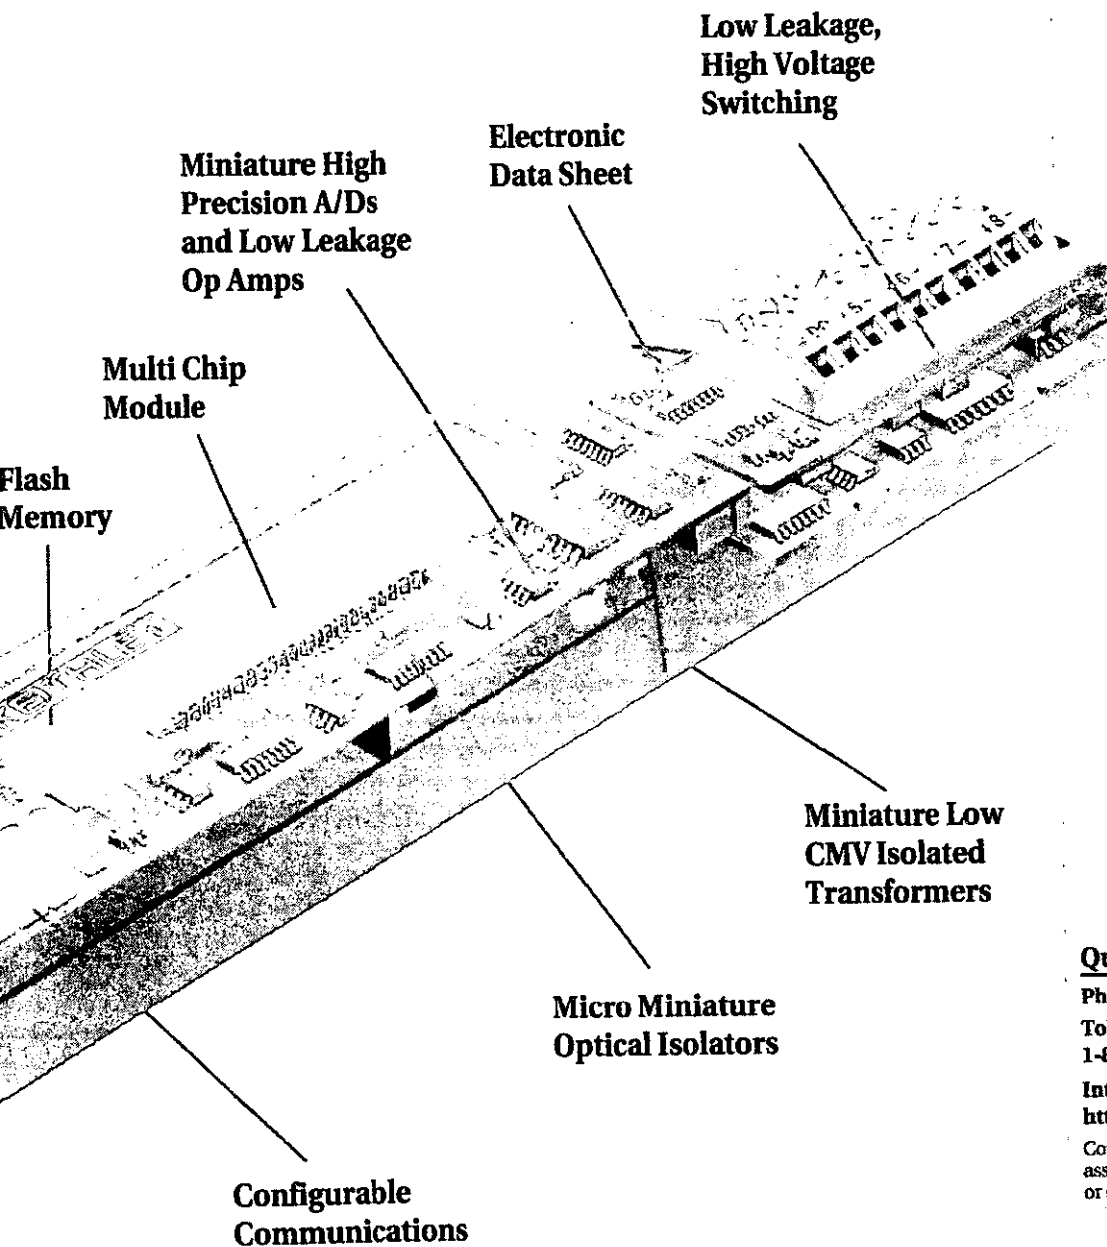 Low Leakage,
High Voltage
Switching
Electronic
Data Sheet
Miniature High
Precision A/Ds
and Low Leakage
Op Amps
Multi Chip
Module
Flash
Memory
Miniature Low
CMV Isolated
Transformers
Micro Miniature
Optical Isolators
Configurable
Communications
or